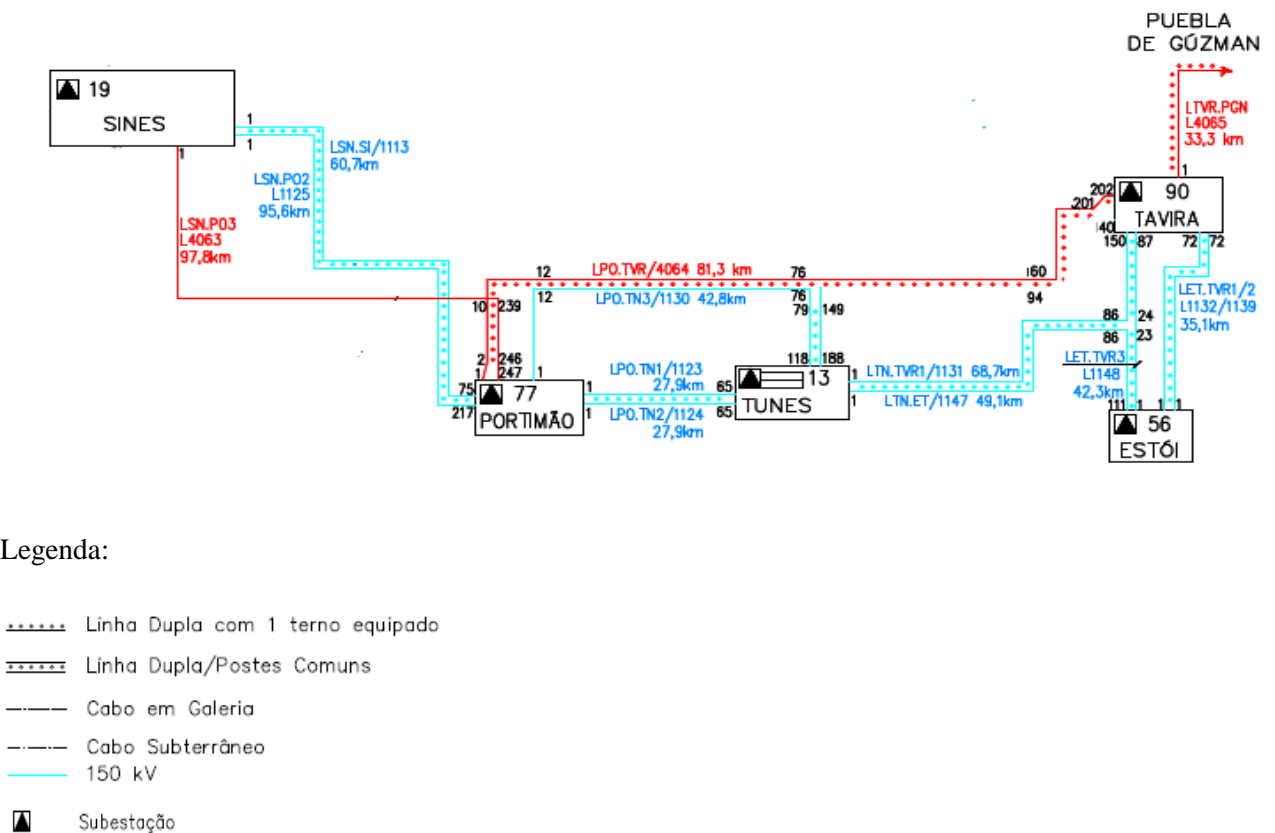 PUEBLA
DE GÚZMAN
19
SINES
1
1
1
LSN.SI/1113
60,7km
LSN.PO2
L1125
95,6km
LSN.PO3
L4063
97,8km
LTVR.PGN
L4065
33,3 km
1
202
201
90
TAVIRA
150
87
72
72
12
LPO.TVR/4064 81,3 km
76
94
12
LPO.TN3/1130 42,8km
76
79
149
10
239
LET.TVR1/2
L1132/1139
35,1km
86
24
86
23
2
246
1
247
1
75
217
77
PORTIMÃO
LPO.TN1/1123
27,9km
1
65
1
65
LPO.TN2/1124
27,9km
118
188
13
TUNES
1
1
LTN.TVR1/1131 68,7km
LTN.ET/1147 49,1km
LET.TVR3
L1148
42,3km
111
1
1
1
56
ESTÓI
Legenda:
Linha Dupla com 1 terno equipado
Linha Dupla/Postes Comuns
Cabo em Galeria
Cabo Subterrâneo
150 kV
Subestação